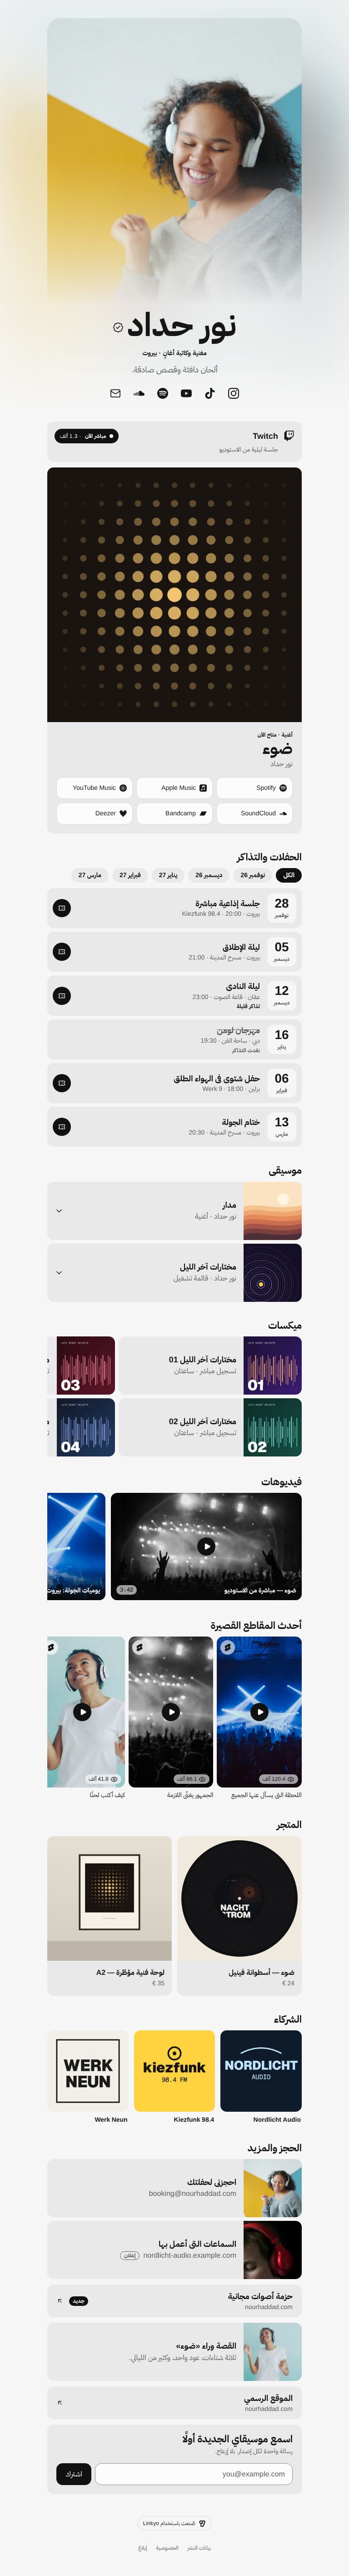 نور حداد
مغنية وكاتبة أغانٍ · بيروت
ألحان دافئة وقصص صادقة.
Twitch
مباشر الآن · 1.3 ألف
جلسة ليلية من الاستوديو
أغنية · متاح الآن
ضوء
نور حداد
Spotify
Apple Music
YouTube Music
SoundCloud
Bandcamp
Deezer
الحفلات والتذاكر
الكل
نوفمبر 26
ديسمبر 26
يناير 27
فبراير 27
مارس 27
28
نوفمبر
جلسة إذاعية مباشرة
بيروت · Kiezfunk 98.4 · 20:00
05
ديسمبر
ليلة الإطلاق
بيروت · مسرح المدينة · 21:00
12
ديسمبر
ليلة النادي
عمّان · قاعة الصوت · 23:00
تذاكر قليلة
16
يناير
مهرجان لومن
دبي · ساحة الفن · 19:30
نفدت التذاكر
06
فبراير
حفل شتوي في الهواء الطلق
برلين · Werk 9 · 18:00
13
مارس
ختام الجولة
بيروت · مسرح المدينة · 20:30
موسيقى
مدار
نور حداد · أغنية
مختارات آخر الليل
نور حداد · قائمة تشغيل
ميكسات
01
مختارات آخر الليل 01
تسجيل مباشر · ساعتان
03
02
مختارات آخر الليل 02
تسجيل مباشر · ساعتان
04
فيديوهات
ضوء — مباشرة من الاستوديو
3:42
يوميات الجولة: بيروت
أحدث المقاطع القصيرة
120.4 ألف
اللحظة التي يسأل عنها الجميع
96.1 ألف
الجمهور يغنّي اللازمة
41.8 ألف
كيف أكتب لحنًا
المتجر
NACHT
STROM
ضوء — أسطوانة فينيل
24 €
لوحة فنية مؤطّرة — A2
35 €
الشركاء
NORDLICHT
AUDIO
Nordlicht Audio
kiezfunk
98.4 FM
Kiezfunk 98.4
WERK
NEUN
Werk Neun
الحجز والمزيد
احجزني لحفلتك
booking@nourhaddad.com
السماعات التي أعمل بها
nordlicht-audio.example.com
إعلان
حزمة أصوات مجانية
nourhaddad.com
جديد
القصة وراء «ضوء»
ثلاثة شتاءات، عود واحد، وكثير من الليالي.
الموقع الرسمي
nourhaddad.com
اسمع موسيقاي الجديدة أولًا
رسالة واحدة لكل إصدار. بلا إزعاج.
you@example.com
اشترك
صُنعت باستخدام Linkyo
بيانات النشر
الخصوصية
إبلاغ